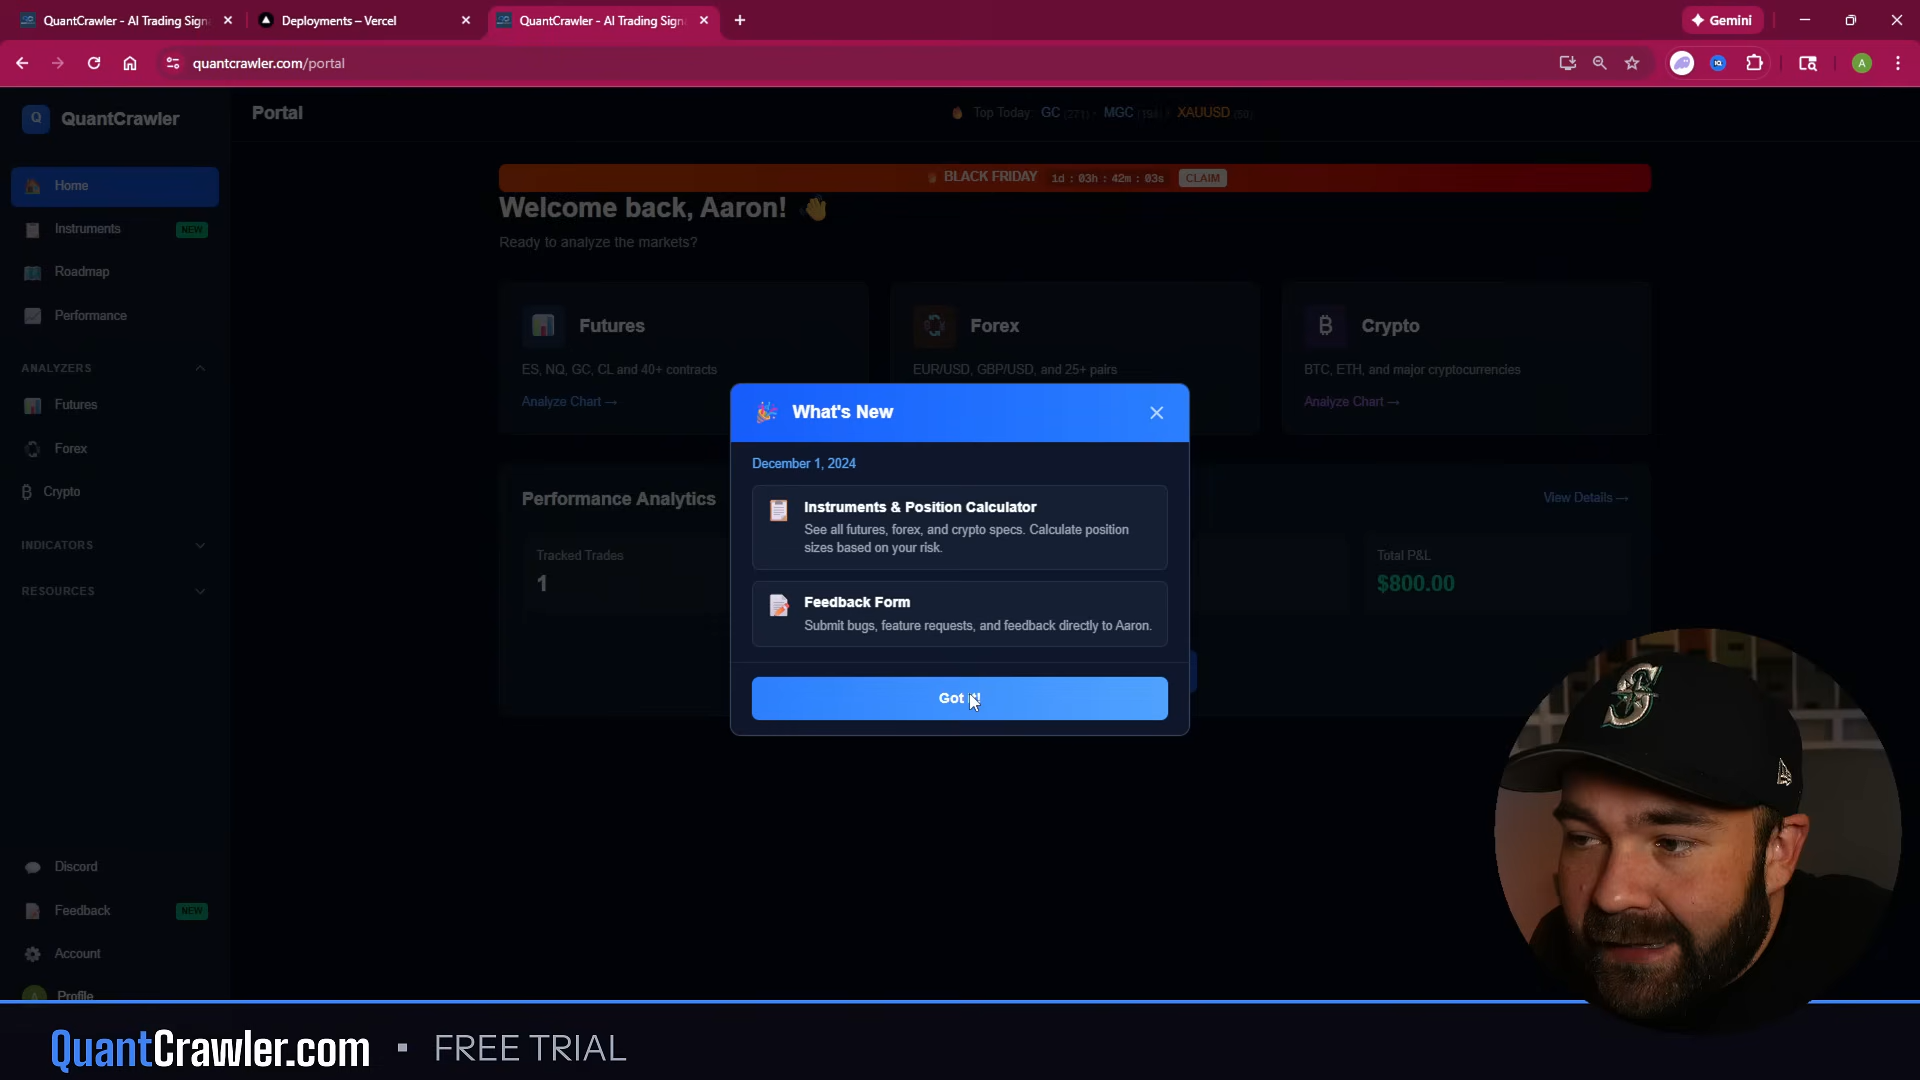 QuantCrawler - AI Trading Sign
Deployments – Vercel
QuantCrawler - AI Trading Sign
Gemini
quantcrawler.com/portal
A
Q QuantCrawler
Portal
Top Today: GC (271) · MGC (194) · XAUUSD
Home
BLACK FRIDAY 1d : 03h : 42m : 03s CLAIM
Welcome back, Aaron!
Instruments NEW
Ready to analyze the markets?
Roadmap
Performance
Futures
Forex
Crypto
ANALYZERS
ES, NQ, GC, CL and 40+ contracts
EUR/USD, GBP/USD, and 25+ pairs
BTC, ETH, and major cryptocurrencies
Futures
Analyze Chart →
Analyze Chart →
What's New
Forex
December 1, 2024
Crypto
Performance Analytics
View Details →
Instruments & Position Calculator
See all futures, forex, and crypto specs. Calculate position
sizes based on your risk.
INDICATORS
Tracked Trades
1
Total P&L
$800.00
RESOURCES
Feedback Form
Submit bugs, feature requests, and feedback directly to Aaron.
Got
Discord
Feedback NEW
Account
Profile
S
QuantCrawler.com ▪ FREE TRIAL